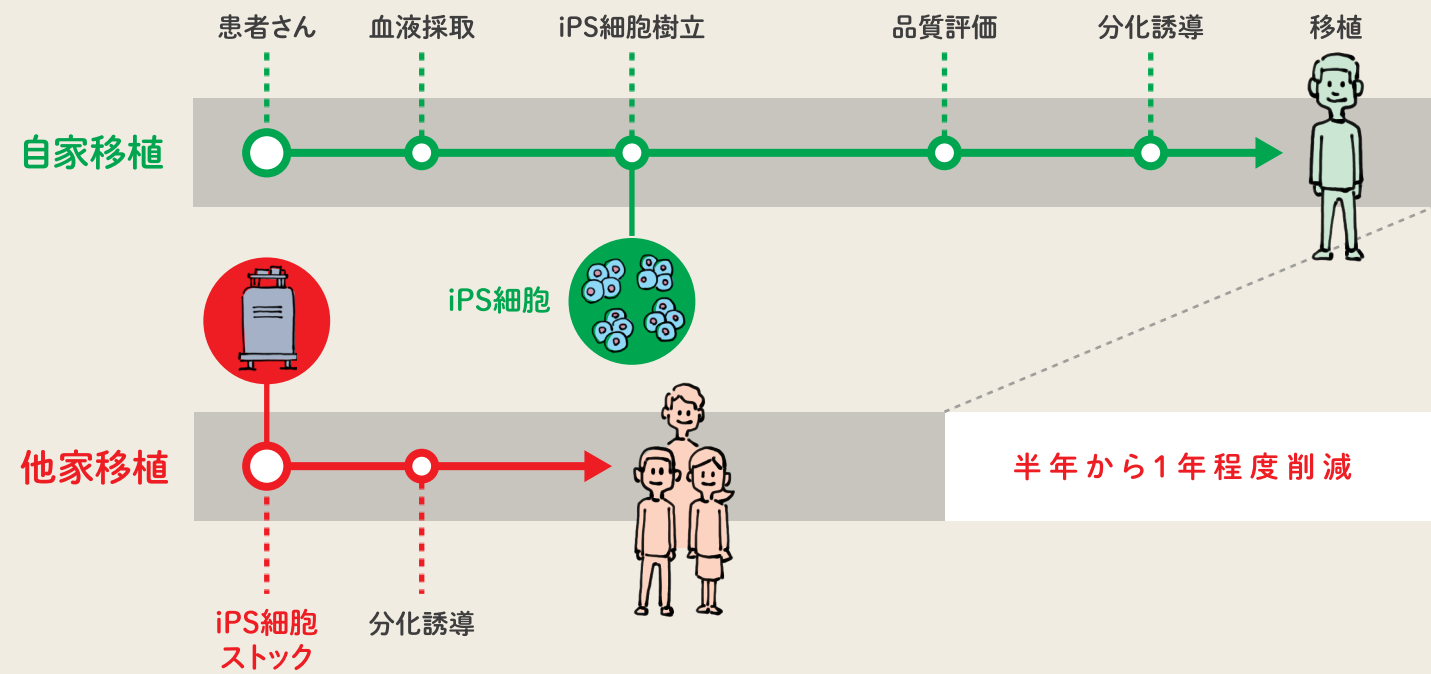 患者さん
血液採取
iPS細胞樹立
品質評価
分化誘導
移植
自家移植
iPS細胞
他家移植
半年から1年程度削減
iPS細胞
ストック
分化誘導